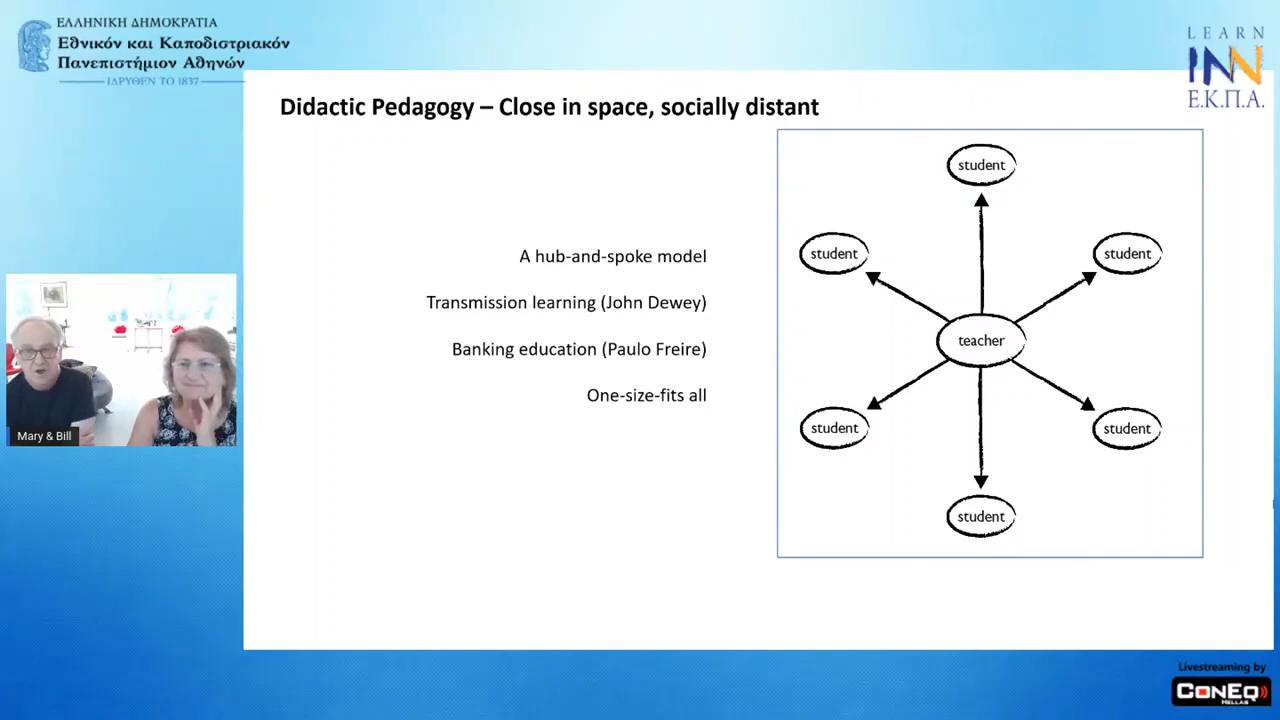 ΕΛΛΗΝΙΚΗ ΔΗΜΟΚΡΑΤΙΑ
Εθνικόν και Καποδιστριακόν
Πανεπιστήμιον Αθηνών
ΙΔΡΥΘΕΝ ΤΟ 1837
LEARN
INN
Ε.Κ.Π.Α.
Didactic Pedagogy – Close in space, socially distant
A hub-and-spoke model
Transmission learning (John Dewey)
Banking education (Paulo Freire)
One-size-fits all
student
student
student
teacher
student
student
student
Mary & Bill
Livestreaming by
CONEQ
HELLAS